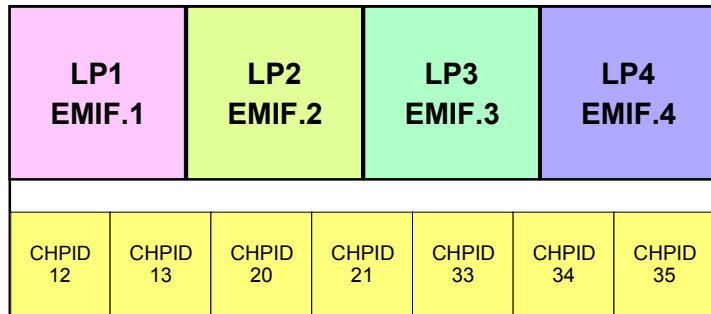 LP1
EMIF.1
LP2
EMIF.2
LP3
EMIF.3
LP4
EMIF.4
CHPID
12
CHPID
13
CHPID
20
CHPID
21
CHPID
33
CHPID
34
CHPID
35